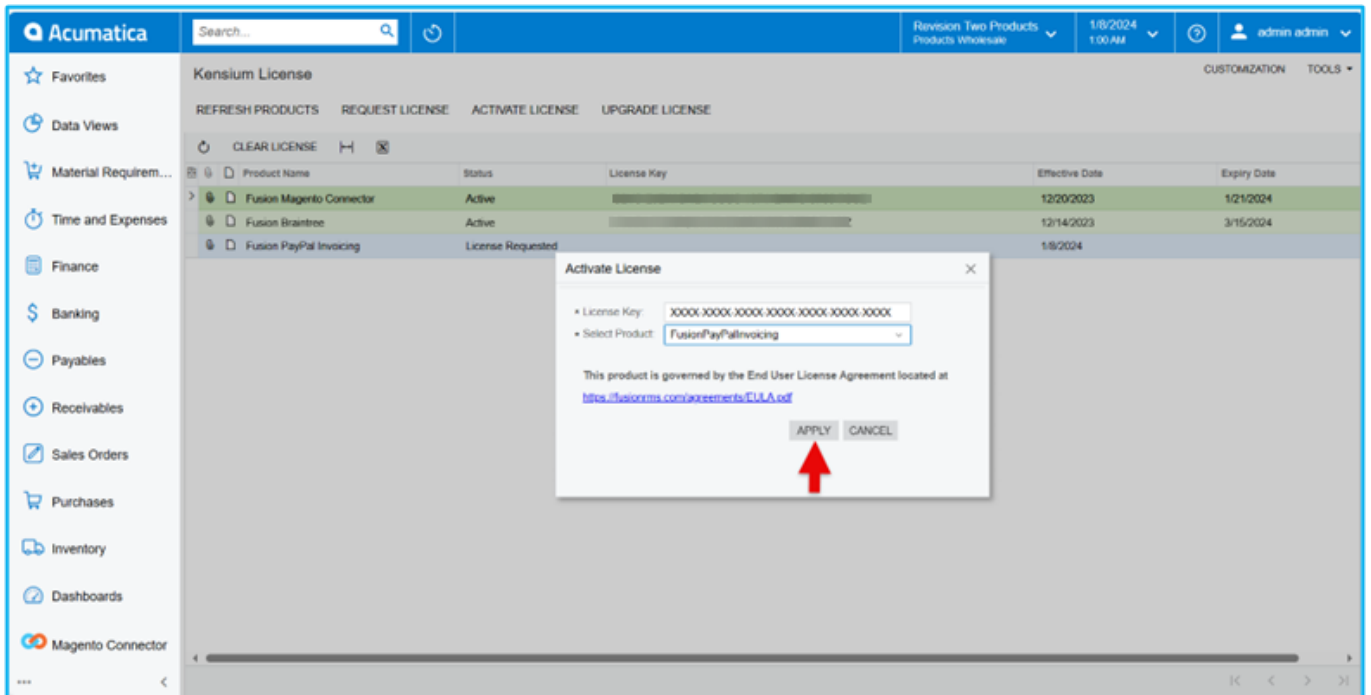 Acumatica
Search...
Revision Two Products
Products Wholesale
1/8/2024
1:00 AM
admin admin
Favorites
Data Views
Material Requirem...
Time and Expenses
Finance
Banking
Payables
Receivables
Sales Orders
Purchases
Inventory
Dashboards
Magento Connector
Kensium License
CUSTOMIZATION TOOLS
REFRESH PRODUCTS REQUEST LICENSE ACTIVATE LICENSE UPGRADE LICENSE
CLEAR LICENSE
Product Name Status License Key Effective Date Expiry Date
Fusion Magento Connector Active 12/20/2023 1/21/2024
Fusion Braintree Active 12/14/2023 3/15/2024
Fusion PayPal Invoicing License Requested 1/8/2024
Activate License
* License Key: XXXX-XXXX-XXXX-XXXX-XXXX-XXXX-XXXX
* Select Product: FusionPayPalInvoicing
This product is governed by the End User License Agreement located at
https://fusionrms.com/agreements/EULA.pdf
APPLY CANCEL